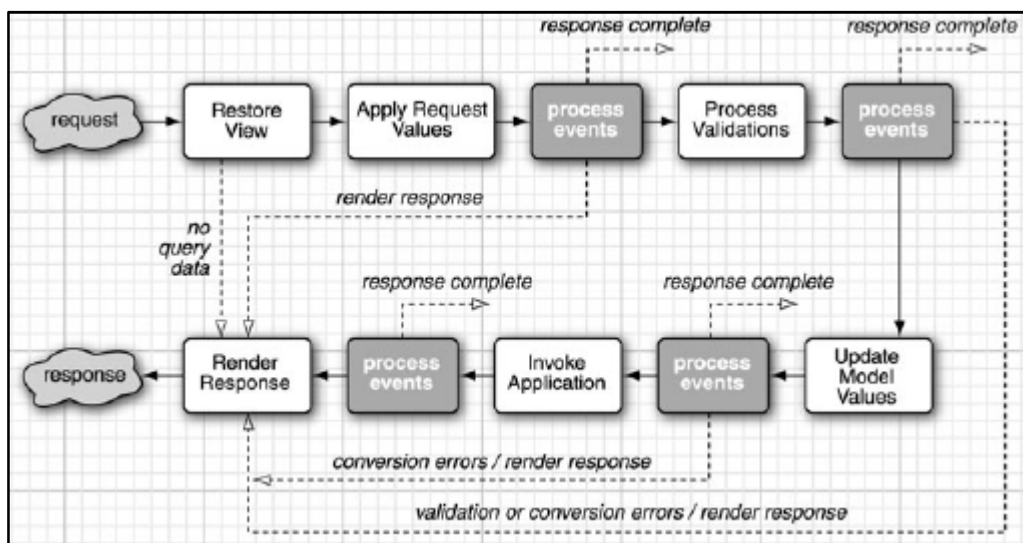 response complete
response complete
request
Restore
View
Apply Request
Values
process
events
Process
Validations
process
events
render response
no
query
data
response complete
response complete
response
Render
Response
process
events
Invoke
Application
process
events
Update
Model
Values
conversion errors / render response
validation or conversion errors / render response